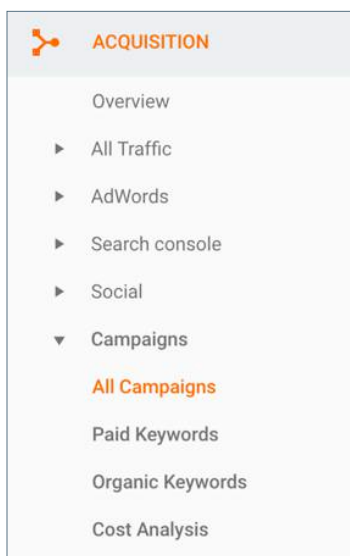 ACQUISITION
Overview
All Traffic
AdWords
Search console
Social
Campaigns
All Campaigns
Paid Keywords
Organic Keywords
Cost Analysis